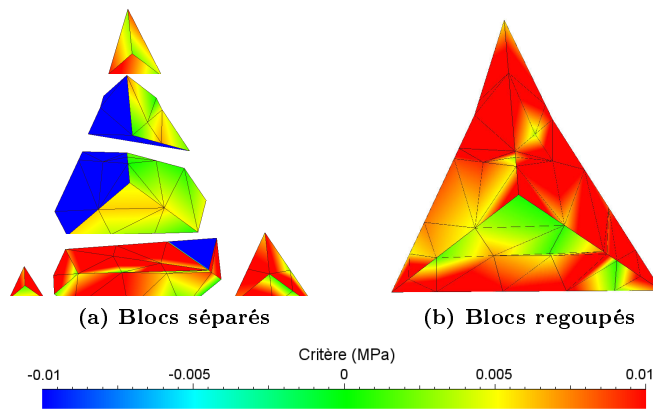 (a) Blocs séparés
(b) Blocs regoupés
Critère (MPa)
-0.01 -0.005 0 0.005 0.01